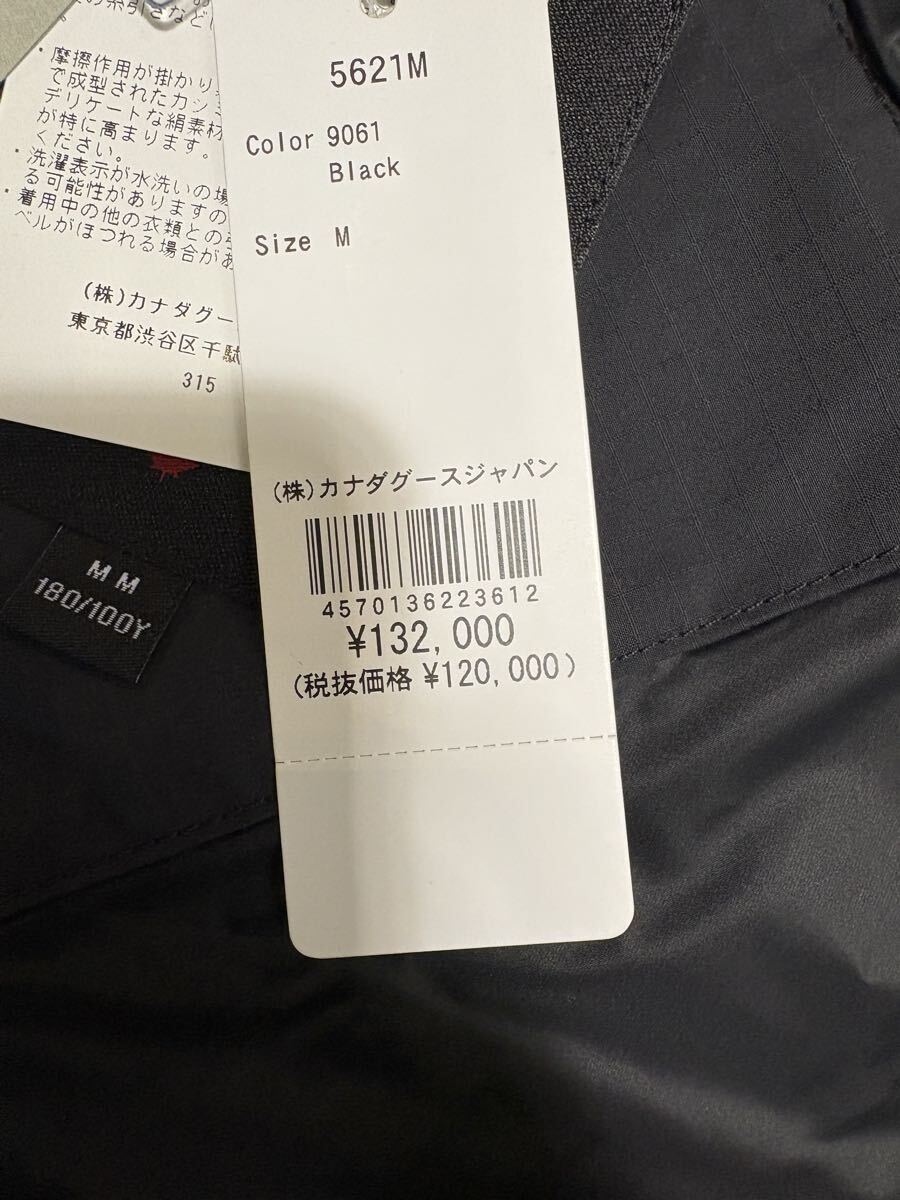 摩擦作用が掛かり
で成型されたカシミ
デリケートな絹素材
が特に高まります。
ください。
・洗濯表示が水洗いの場
る可能性がありますの
・着用中の他の衣類との
ベルがほつれる場合があ
(株)カナダグー
東京都渋谷区千駄
315
5621M
Color 9061
Black
Size M
(株)カナダグースジャパン
4570136223612
¥132,000
(税抜価格 ¥120,000)
M M
180/100Y